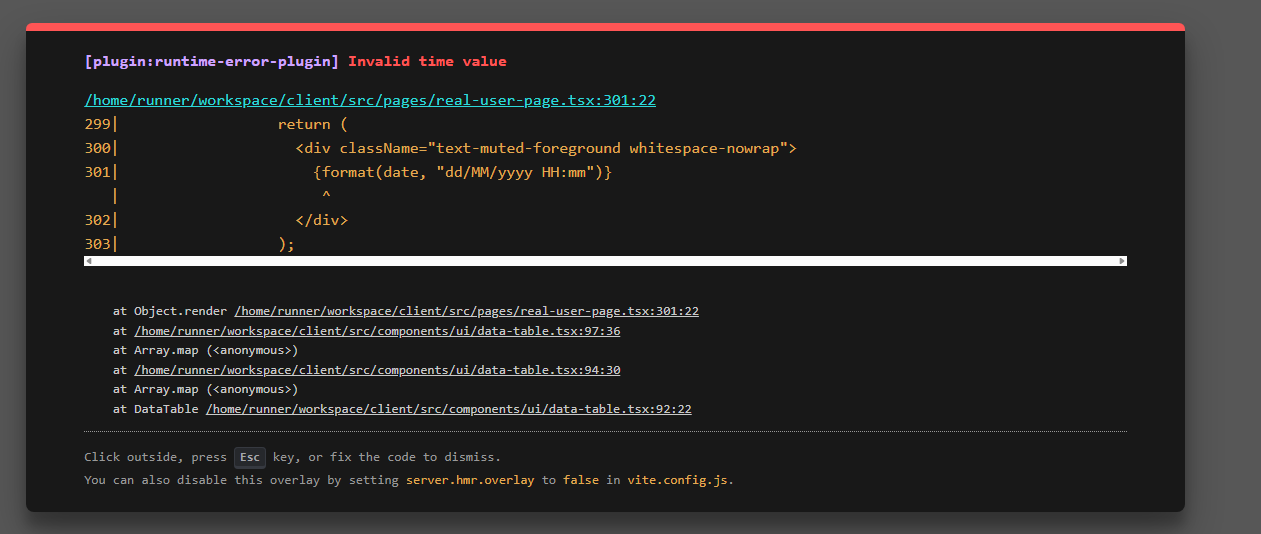 [plugin:runtime-error-plugin] Invalid time value
/home/runner/workspace/client/src/pages/real-user-page.tsx:301:22
299|                  return (
300|                    <div className="text-muted-foreground whitespace-nowrap">
301|                      {format(date, "dd/MM/yyyy HH:mm")}
   |                       ^
302|                    </div>
303|                  );
at Object.render /home/runner/workspace/client/src/pages/real-user-page.tsx:301:22
at /home/runner/workspace/client/src/components/ui/data-table.tsx:97:36
at Array.map (<anonymous>)
at /home/runner/workspace/client/src/components/ui/data-table.tsx:94:30
at Array.map (<anonymous>)
at DataTable /home/runner/workspace/client/src/components/ui/data-table.tsx:92:22
Click outside, press Esc key, or fix the code to dismiss.
You can also disable this overlay by setting server.hmr.overlay to false in vite.config.js.